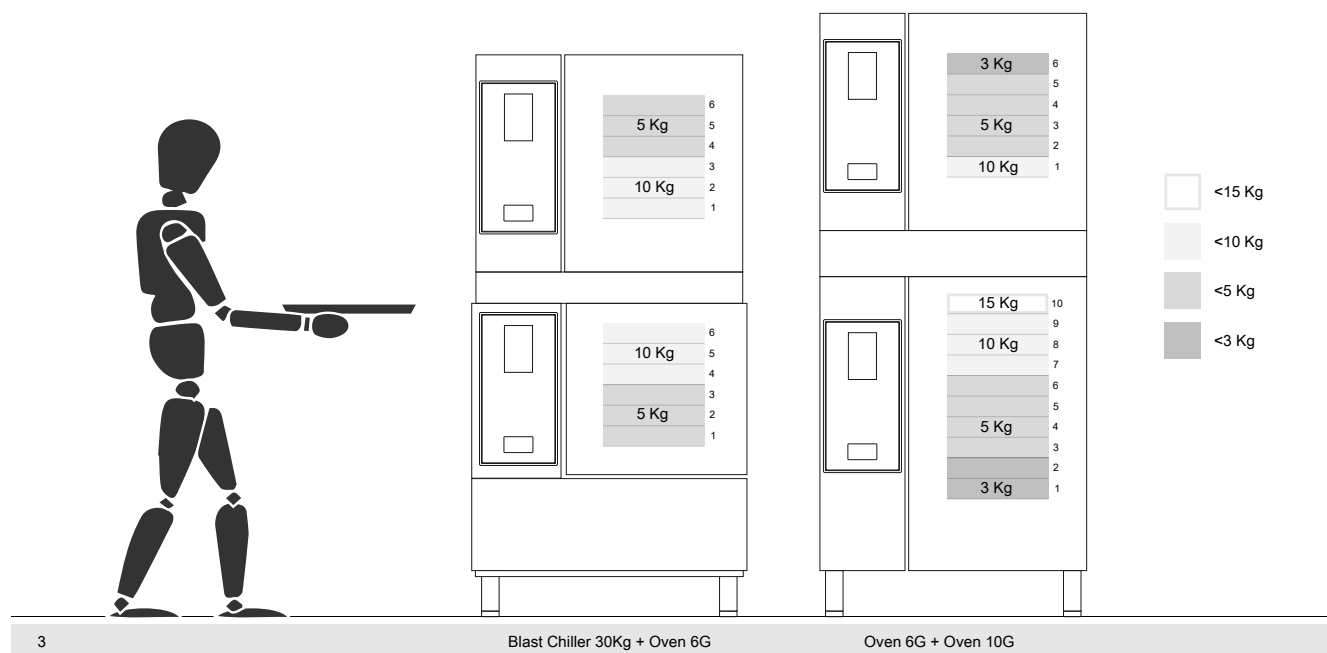 6
5 Kg 5
4
3
10 Kg 2
1
6
10 Kg 5
4
3
5 Kg 2
1
3 Kg 6
5
4
5 Kg 3
2
10 Kg 1
15 Kg 10
9
10 Kg 8
7
6
5
5 Kg 4
3
2
3 Kg 1
<15 Kg
<10 Kg
<5 Kg
<3 Kg
3
Blast Chiller 30Kg + Oven 6G
Oven 6G + Oven 10G